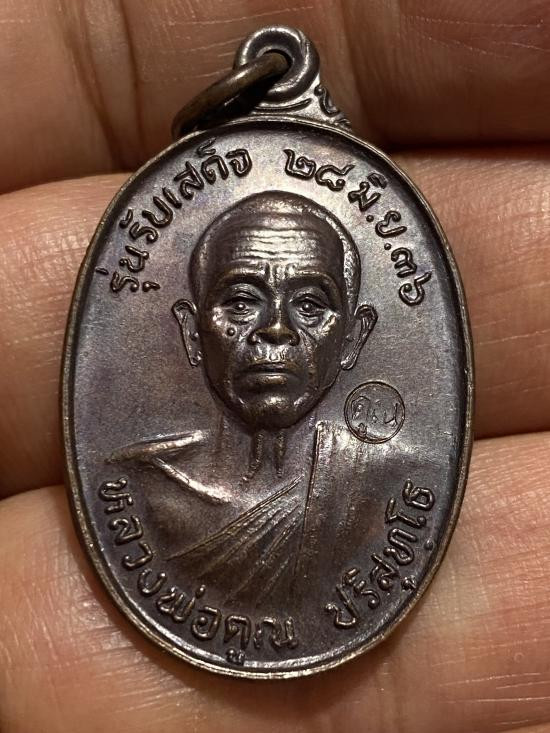 รุ่นรับเสด็จ ๒๘ มิ.ย.๓๖
คูณ
หลวงพ่อคูณ ปริสุทฺโธ